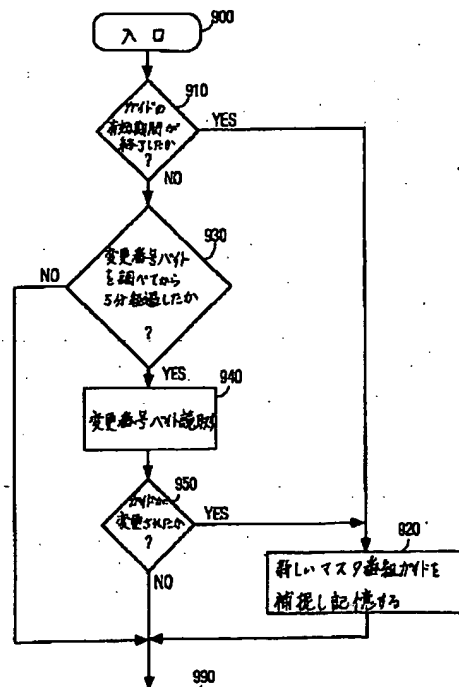 入口
900
ガイドの
有効期間が
終了したか
?
910
YES
NO
変更番号バイト
を調べてから
5分経過したか
?
930
NO
YES
940
変更番号バイト読取り
ガイドが
変更されたか
?
950
YES
NO
920
新しいマスタ番組ガイドを
捕捉し記憶する
990